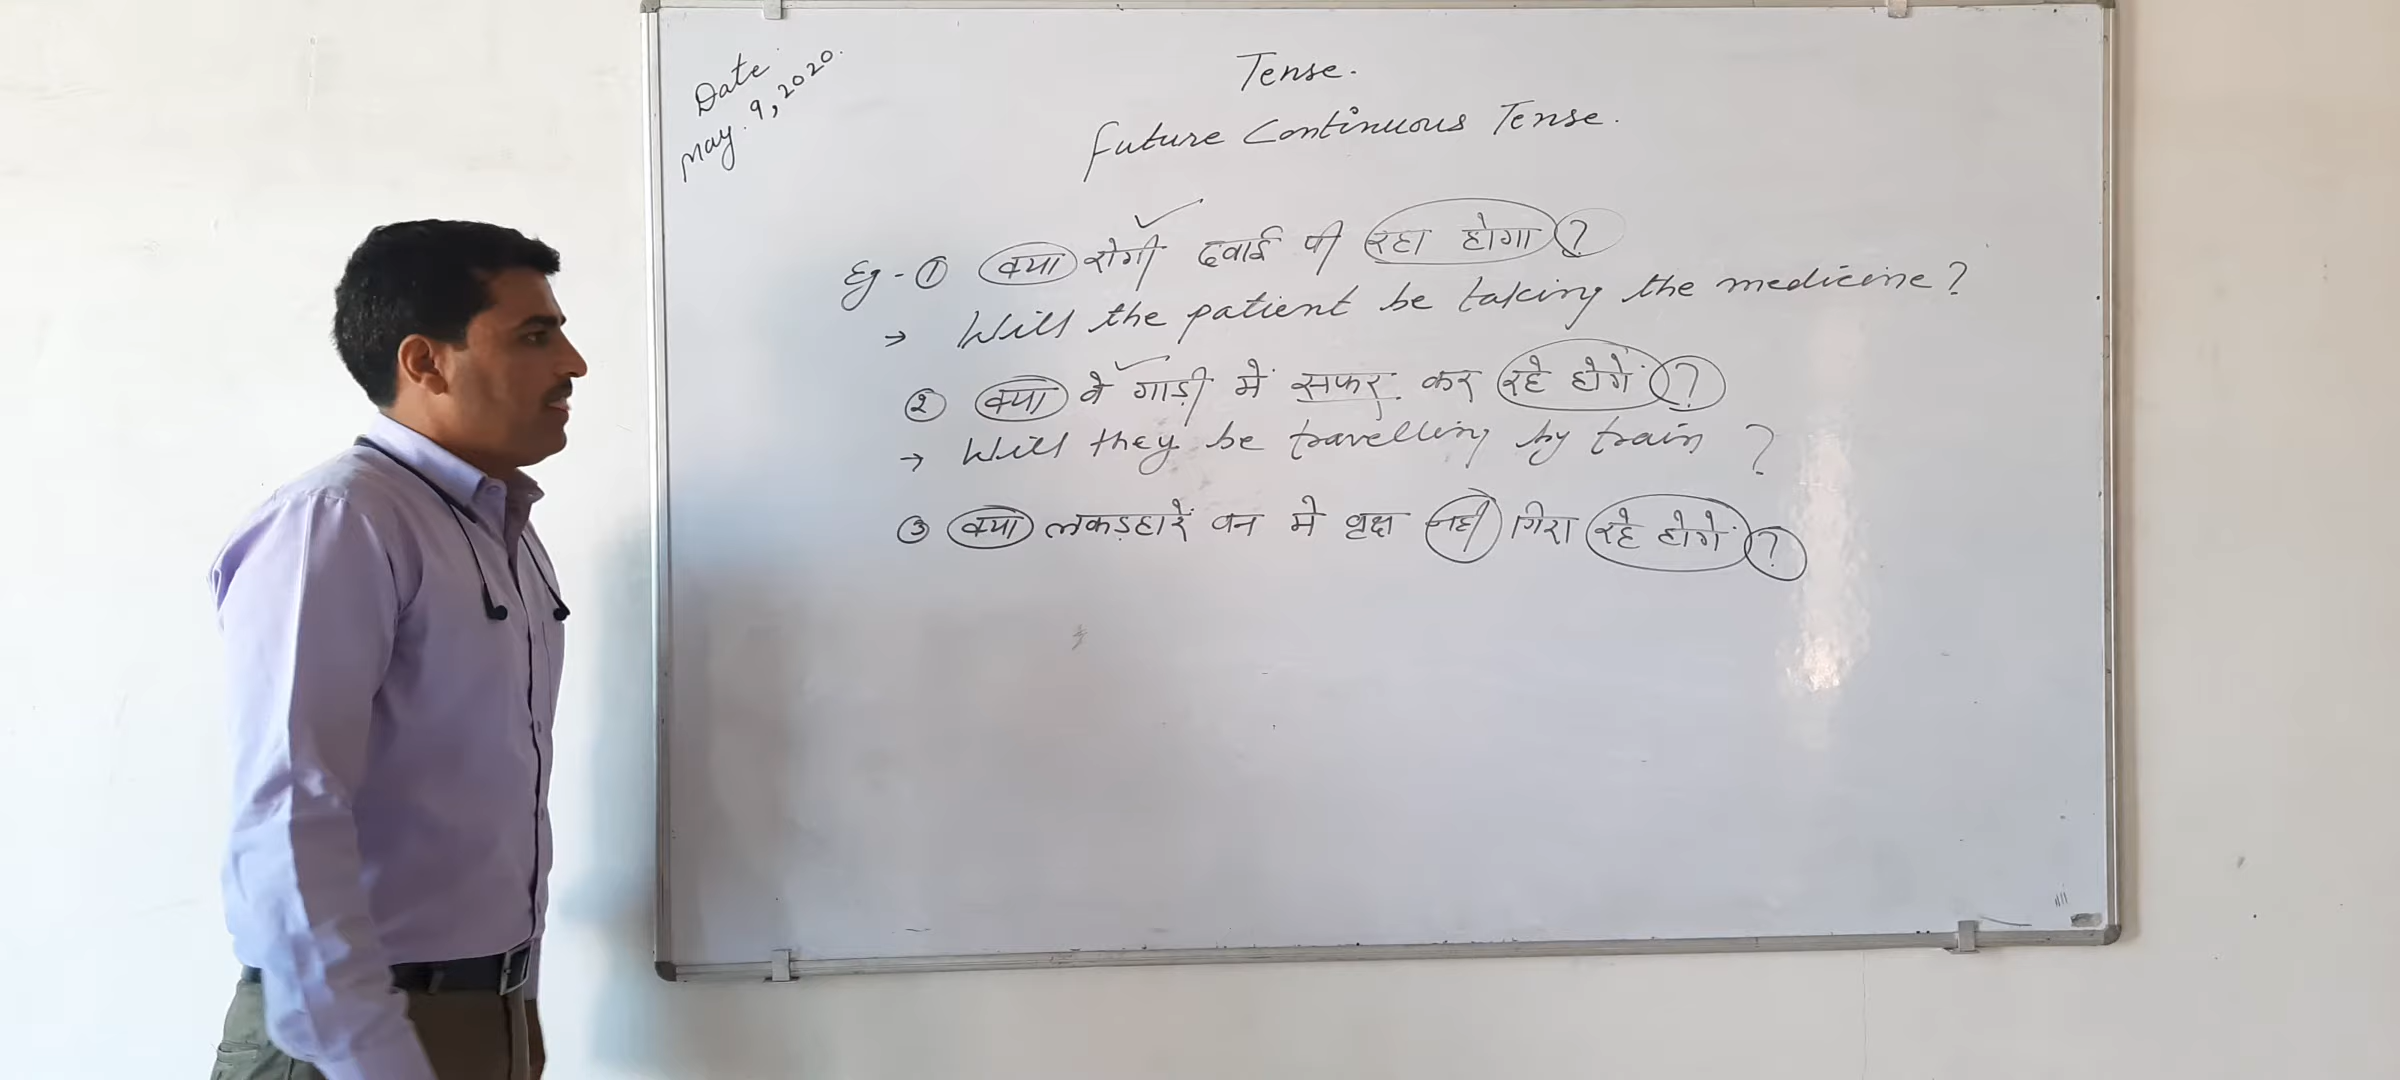 Date
May. 9, 2020.
Tense.
Future Continuous Tense.
Eg - ① क्या रोगी दवाई पी रहा होगा ?
→ Will the patient be taking the medicine ?
② क्या वे गाड़ी में सफर कर रहे होगें ?
→ Will they be travelling by train ?
③ क्या लकड़हारें वन मे वृक्ष नही गिरा रहे होगे ?